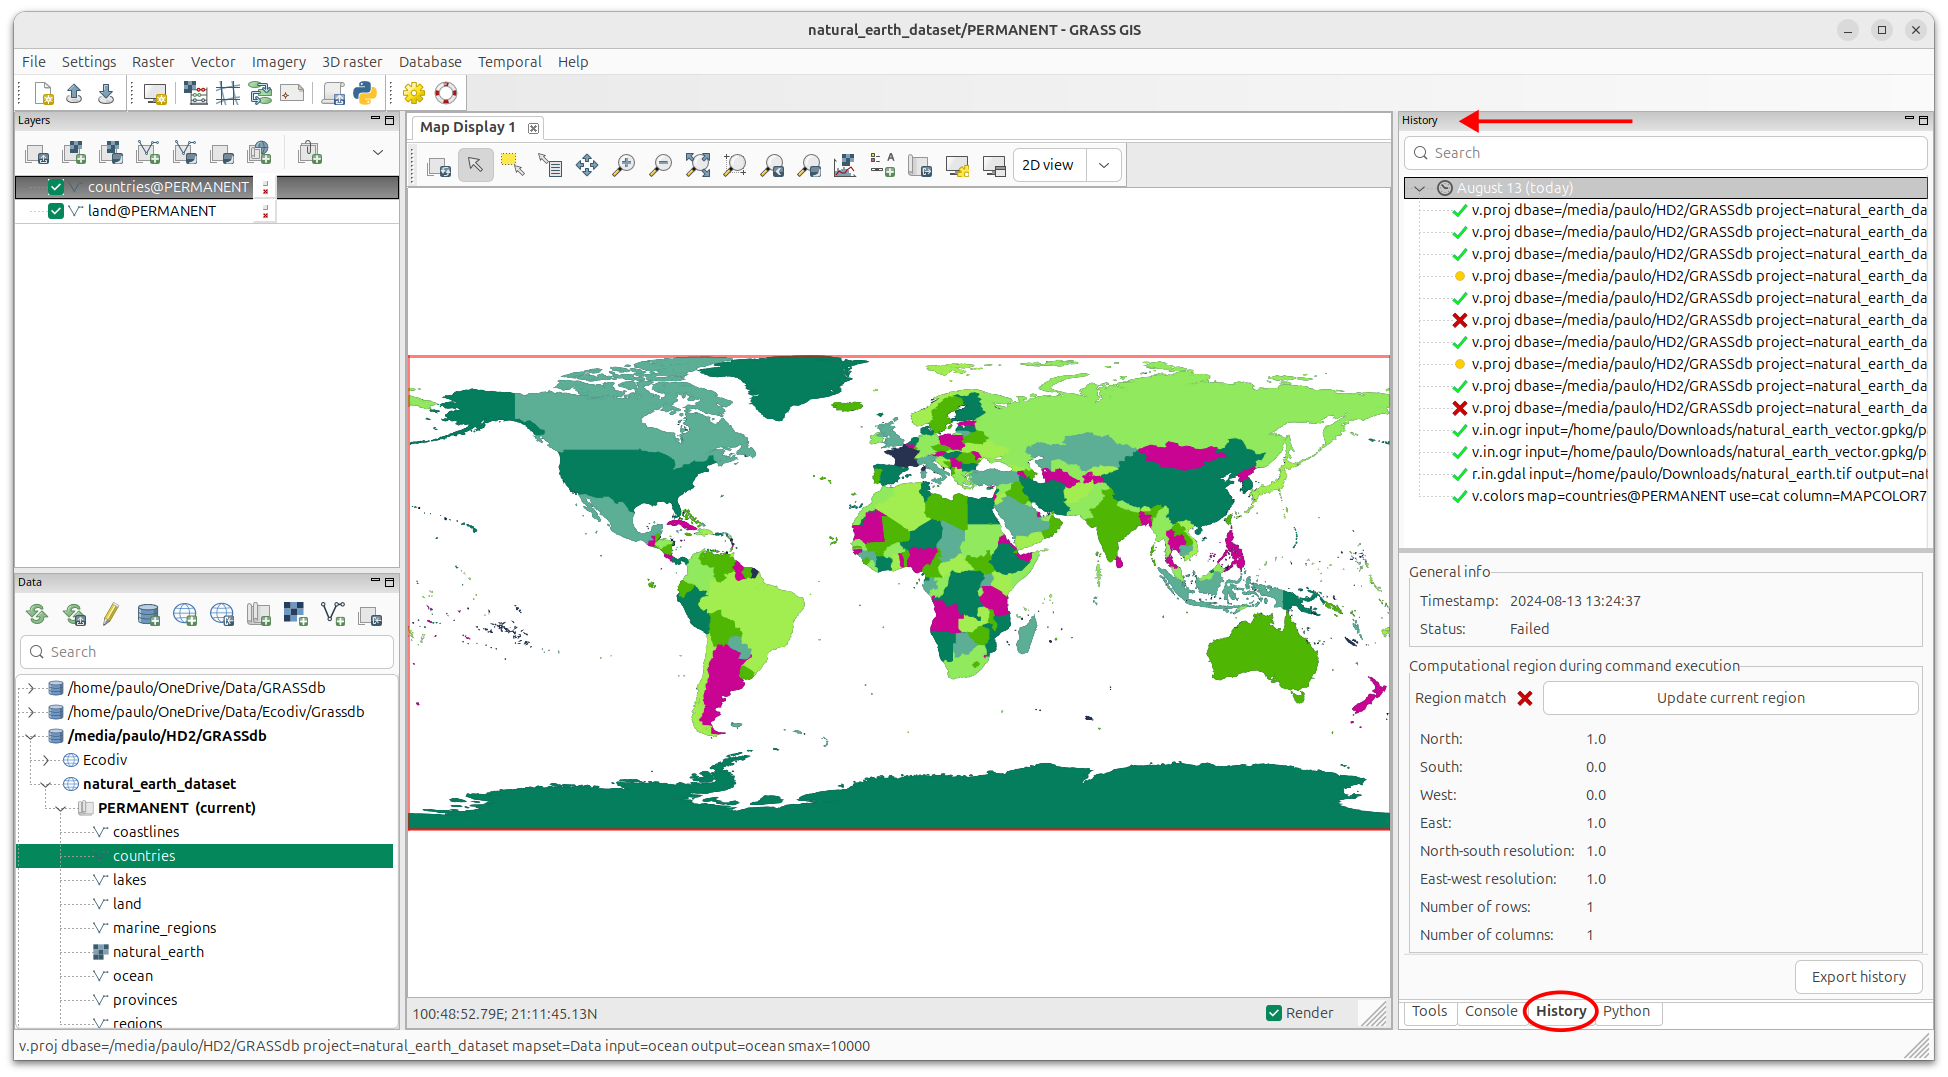 natural_earth_dataset/PERMANENT - GRASS GIS
File Settings Raster Vector Imagery 3D raster Database Temporal Help
Layers
countries@PERMANENT
land@PERMANENT
Data
Search
/home/paulo/OneDrive/Data/GRASSdb
/home/paulo/OneDrive/Data/Ecodiv/Grassdb
/media/paulo/HD2/GRASSdb
Ecodiv
natural_earth_dataset
PERMANENT (current)
coastlines
countries
lakes
land
marine_regions
natural_earth
ocean
provinces
regions
Map Display 1
A
2D view
100:48:52.79E; 21:11:45.13N
Render
History
Search
August 13 (today)
v.proj dbase=/media/paulo/HD2/GRASSdb project=natural_earth_da
v.proj dbase=/media/paulo/HD2/GRASSdb project=natural_earth_da
v.proj dbase=/media/paulo/HD2/GRASSdb project=natural_earth_da
v.proj dbase=/media/paulo/HD2/GRASSdb project=natural_earth_da
v.proj dbase=/media/paulo/HD2/GRASSdb project=natural_earth_da
v.proj dbase=/media/paulo/HD2/GRASSdb project=natural_earth_da
v.proj dbase=/media/paulo/HD2/GRASSdb project=natural_earth_da
v.proj dbase=/media/paulo/HD2/GRASSdb project=natural_earth_da
v.proj dbase=/media/paulo/HD2/GRASSdb project=natural_earth_da
v.proj dbase=/media/paulo/HD2/GRASSdb project=natural_earth_da
v.in.ogr input=/home/paulo/Downloads/natural_earth_vector.gpkg/p
v.in.ogr input=/home/paulo/Downloads/natural_earth_vector.gpkg/p
r.in.gdal input=/home/paulo/Downloads/natural_earth.tif output=nat
v.colors map=countries@PERMANENT use=cat column=MAPCOLOR7
General info
Timestamp: 2024-08-13 13:24:37
Status: Failed
Computational region during command execution
Region match Update current region
North: 1.0
South: 0.0
West: 0.0
East: 1.0
North-south resolution: 1.0
East-west resolution: 1.0
Number of rows: 1
Number of columns: 1
Export history
Tools Console History Python
v.proj dbase=/media/paulo/HD2/GRASSdb project=natural_earth_dataset mapset=Data input=ocean output=ocean smax=10000